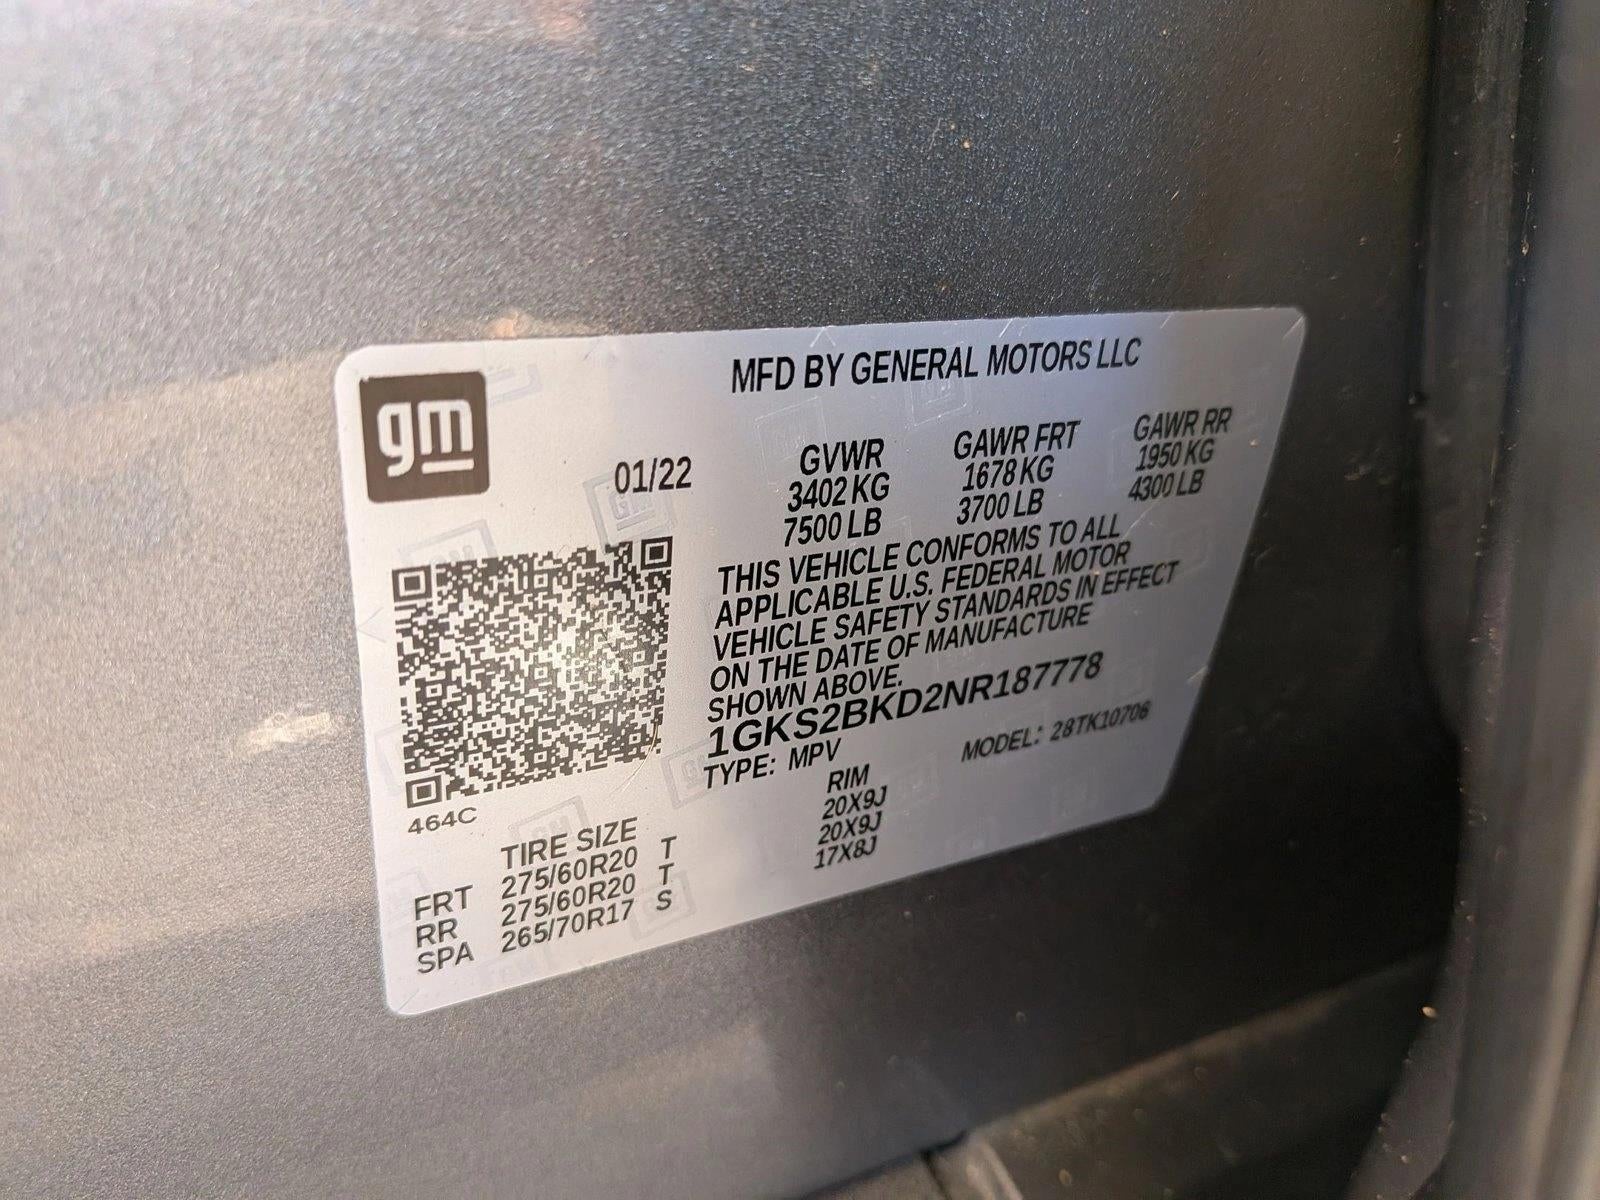 gm
MFD BY GENERAL MOTORS LLC
01/22
GVWR GAWR FRT GAWR RR
3402 KG 1678 KG 1950 KG
7500 LB 3700 LB 4300 LB
THIS VEHICLE CONFORMS TO ALL
APPLICABLE U.S. FEDERAL MOTOR
VEHICLE SAFETY STANDARDS IN EFFECT
ON THE DATE OF MANUFACTURE
SHOWN ABOVE.
1GKS2BKD2NR187778
TYPE: MPV MODEL: 28TK10706
464C
TIRE SIZE RIM
FRT 275/60R20 T 20X9J
RR 275/60R20 T 20X9J
SPA 265/70R17 S 17X8J